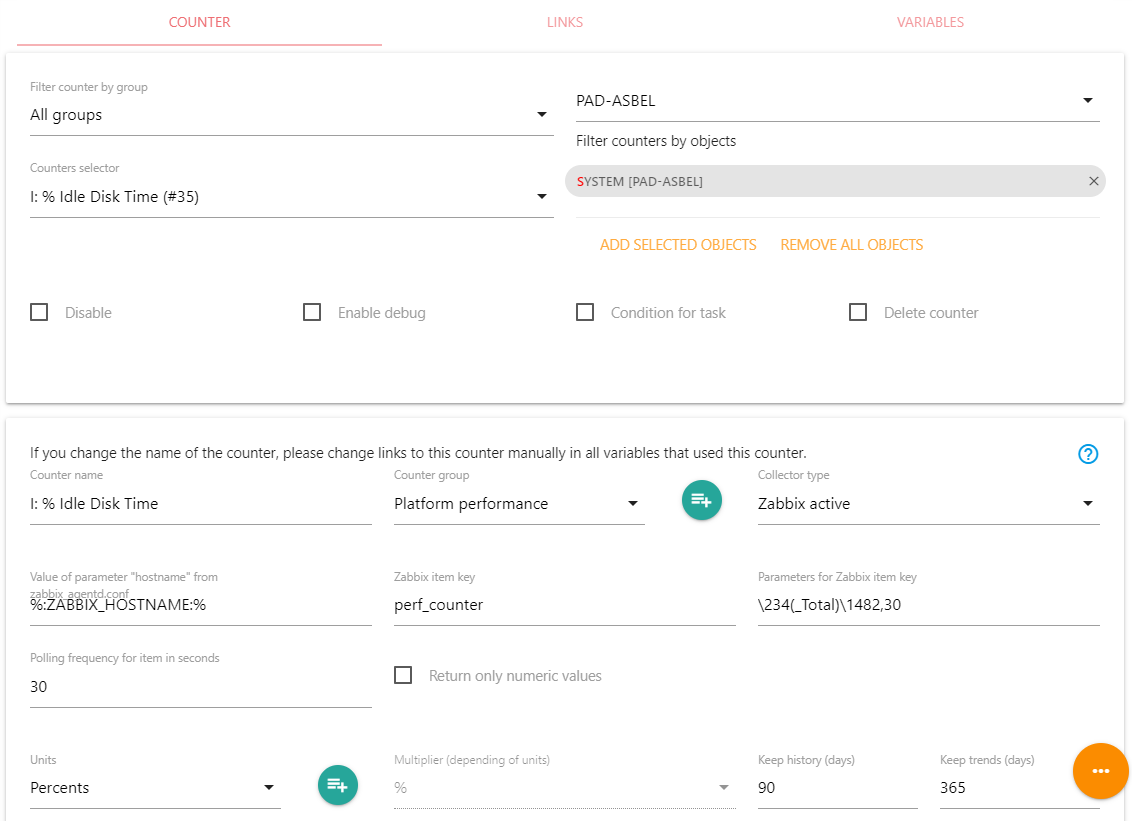 COUNTER LINKS VARIABLES
Filter counter by group
All groups
PAD-ASBEL
Filter counters by objects
Counters selector
I: % Idle Disk Time (#35)
SYSTEM [PAD-ASBEL]
ADD SELECTED OBJECTS REMOVE ALL OBJECTS
Disable Enable debug Condition for task Delete counter
If you change the name of the counter, please change links to this counter manually in all variables that used this counter.
Counter name Counter group Collector type
I: % Idle Disk Time Platform performance Zabbix active
Value of parameter "hostname" from
zabbix_agentd.conf
%:ZABBIX_HOSTNAME:%
Zabbix item key
perf_counter
Parameters for Zabbix item key
\234(_Total)\1482,30
Polling frequency for item in seconds
30
Return only numeric values
Units Multiplier (depending of units) Keep history (days) Keep trends (days)
Percents % 90 365